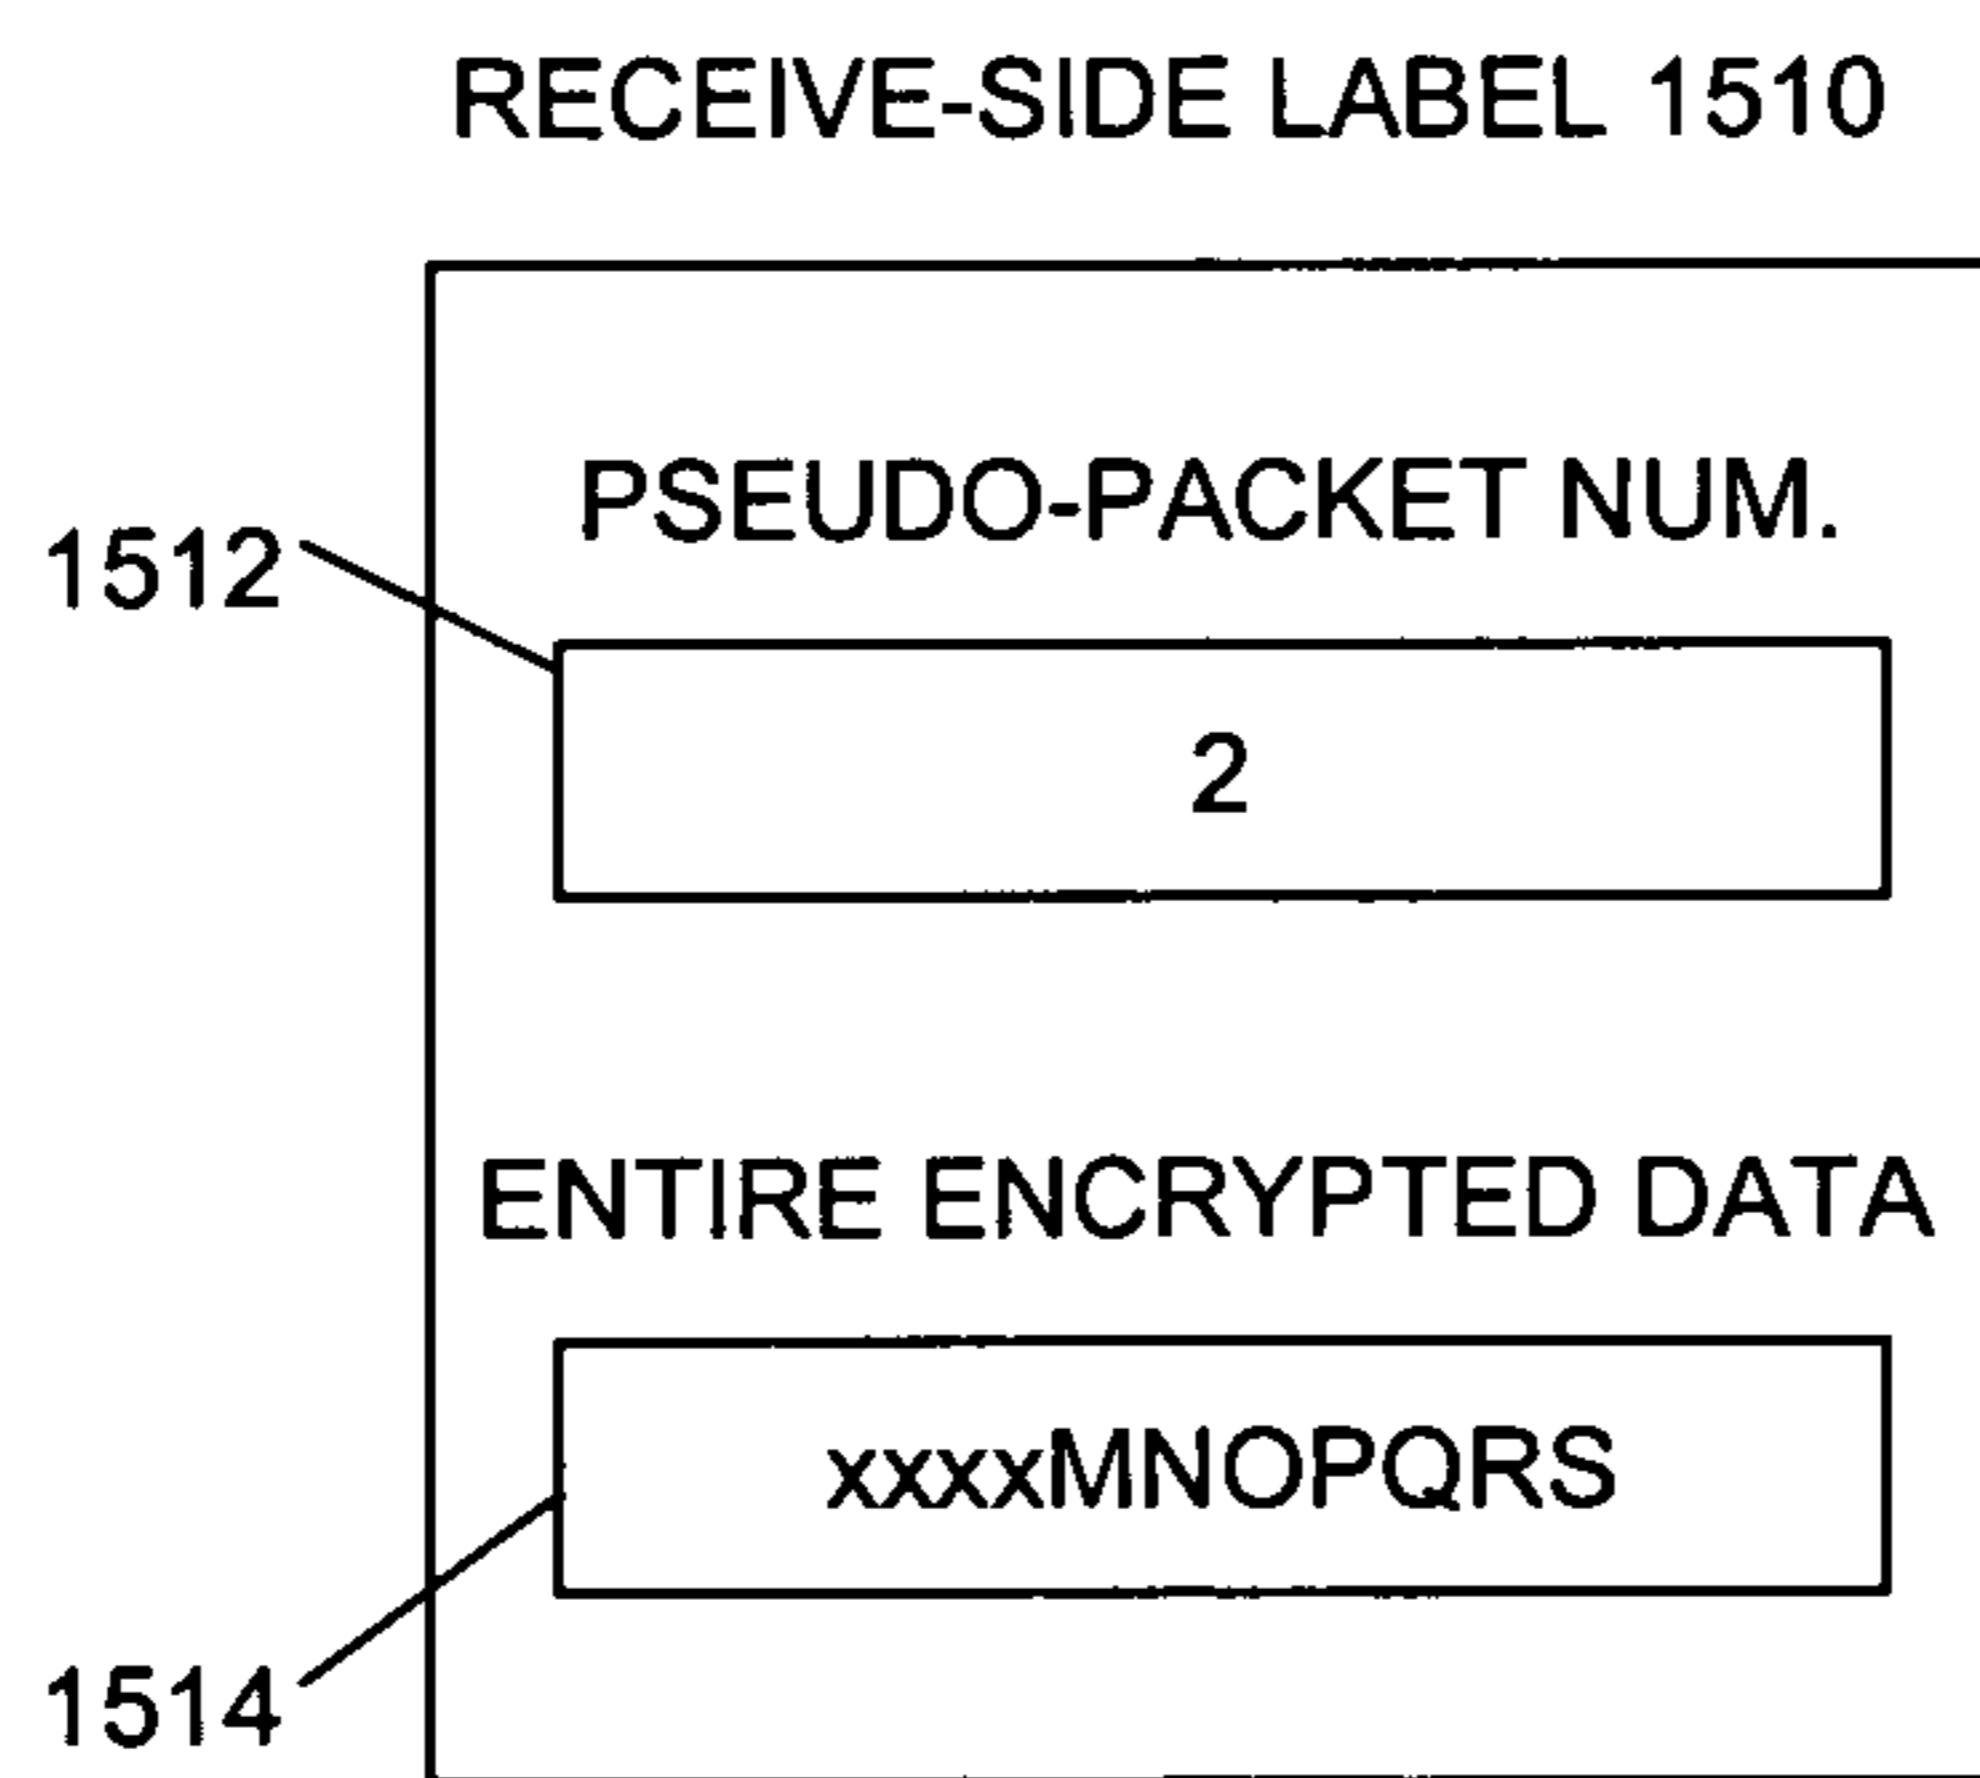 RECEIVE-SIDE LABEL 1510
PSEUDO-PACKET NUM.
1512
2
ENTIRE ENCRYPTED DATA
xxxxMNOPQRS
1514